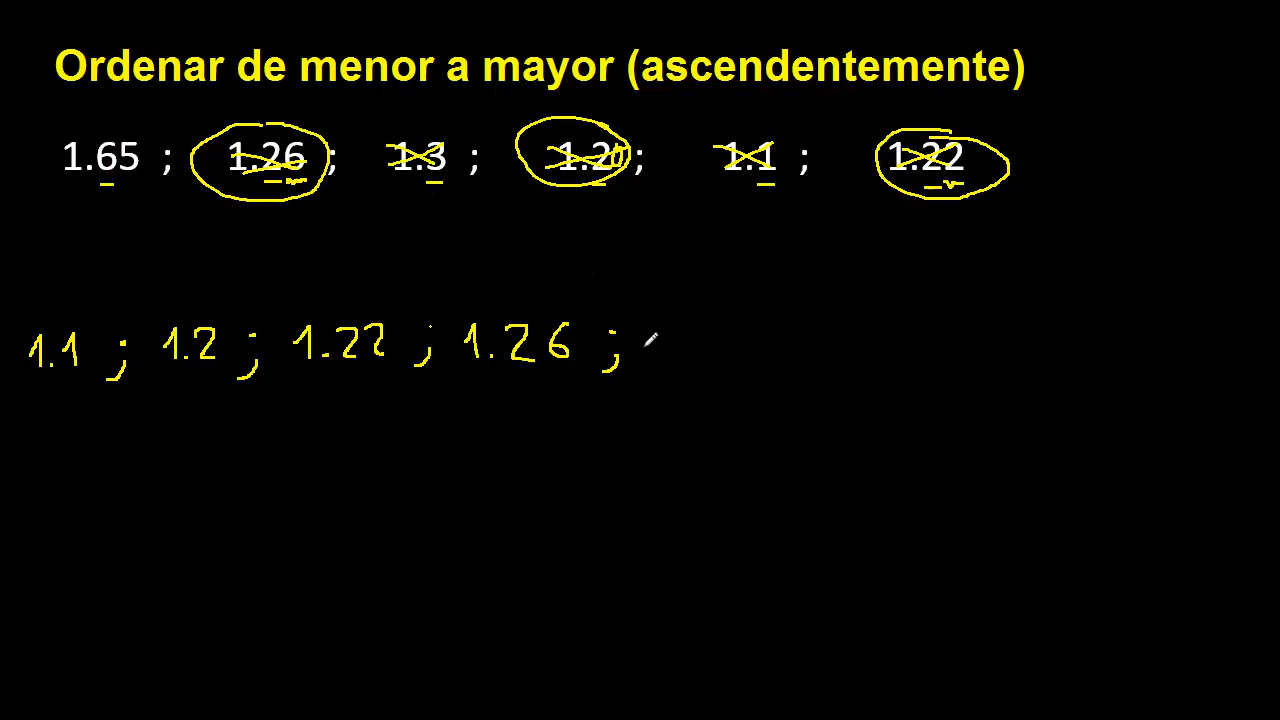 Ordenar de menor a mayor (ascendentemente)
1.65 ; 1.26 ; 1.3 ; 1.20 ; 1.1 ; 1.22
1.1 ; 1.2 ; 1.22 ; 1.26 ;